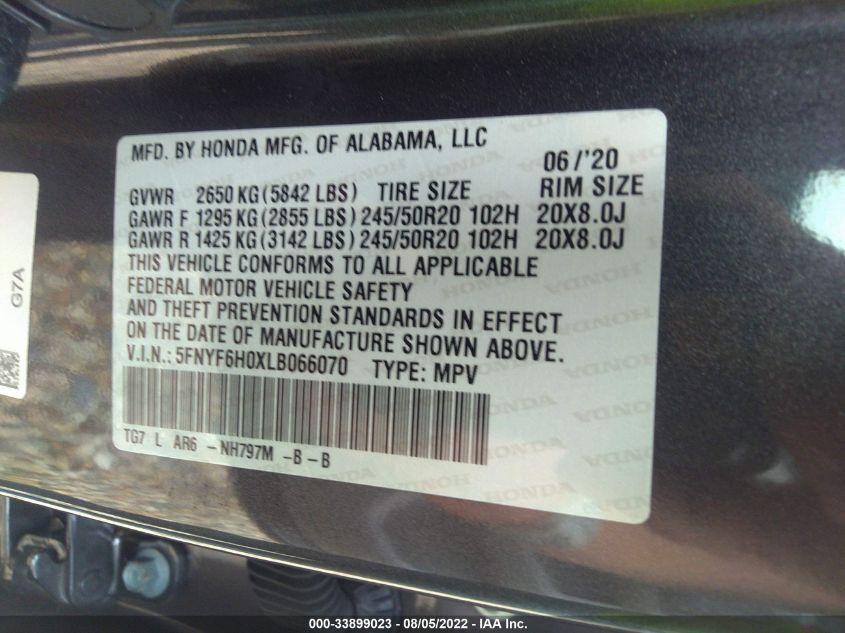 MFD. BY HONDA MFG. OF ALABAMA, LLC
06/'20
GVWR 2650 KG (5842 LBS) TIRE SIZE RIM SIZE
GAWR F 1295 KG (2855 LBS) 245/50R20 102H 20X8.0J
GAWR R 1425 KG (3142 LBS) 245/50R20 102H 20X8.0J
THIS VEHICLE CONFORMS TO ALL APPLICABLE
FEDERAL MOTOR VEHICLE SAFETY
AND THEFT PREVENTION STANDARDS IN EFFECT
ON THE DATE OF MANUFACTURE SHOWN ABOVE.
V.I.N.: 5FNYF6H0XLB066070 TYPE: MPV
TG7 L AR6 -NH797M -B-B
G7A
HONDA
000-33899023 - 08/05/2022 - IAA Inc.